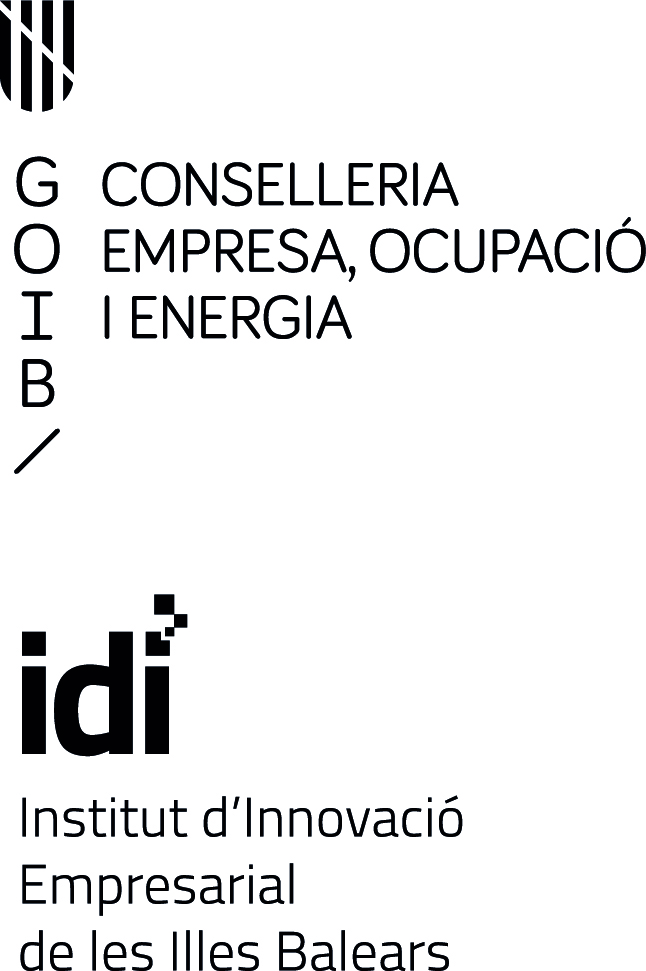 G
O
I
B
/
CONSELLERIA
EMPRESA, OCUPACIÓ
I ENERGIA
idi
Institut d’Innovació
Empresarial
de les Illes Balears